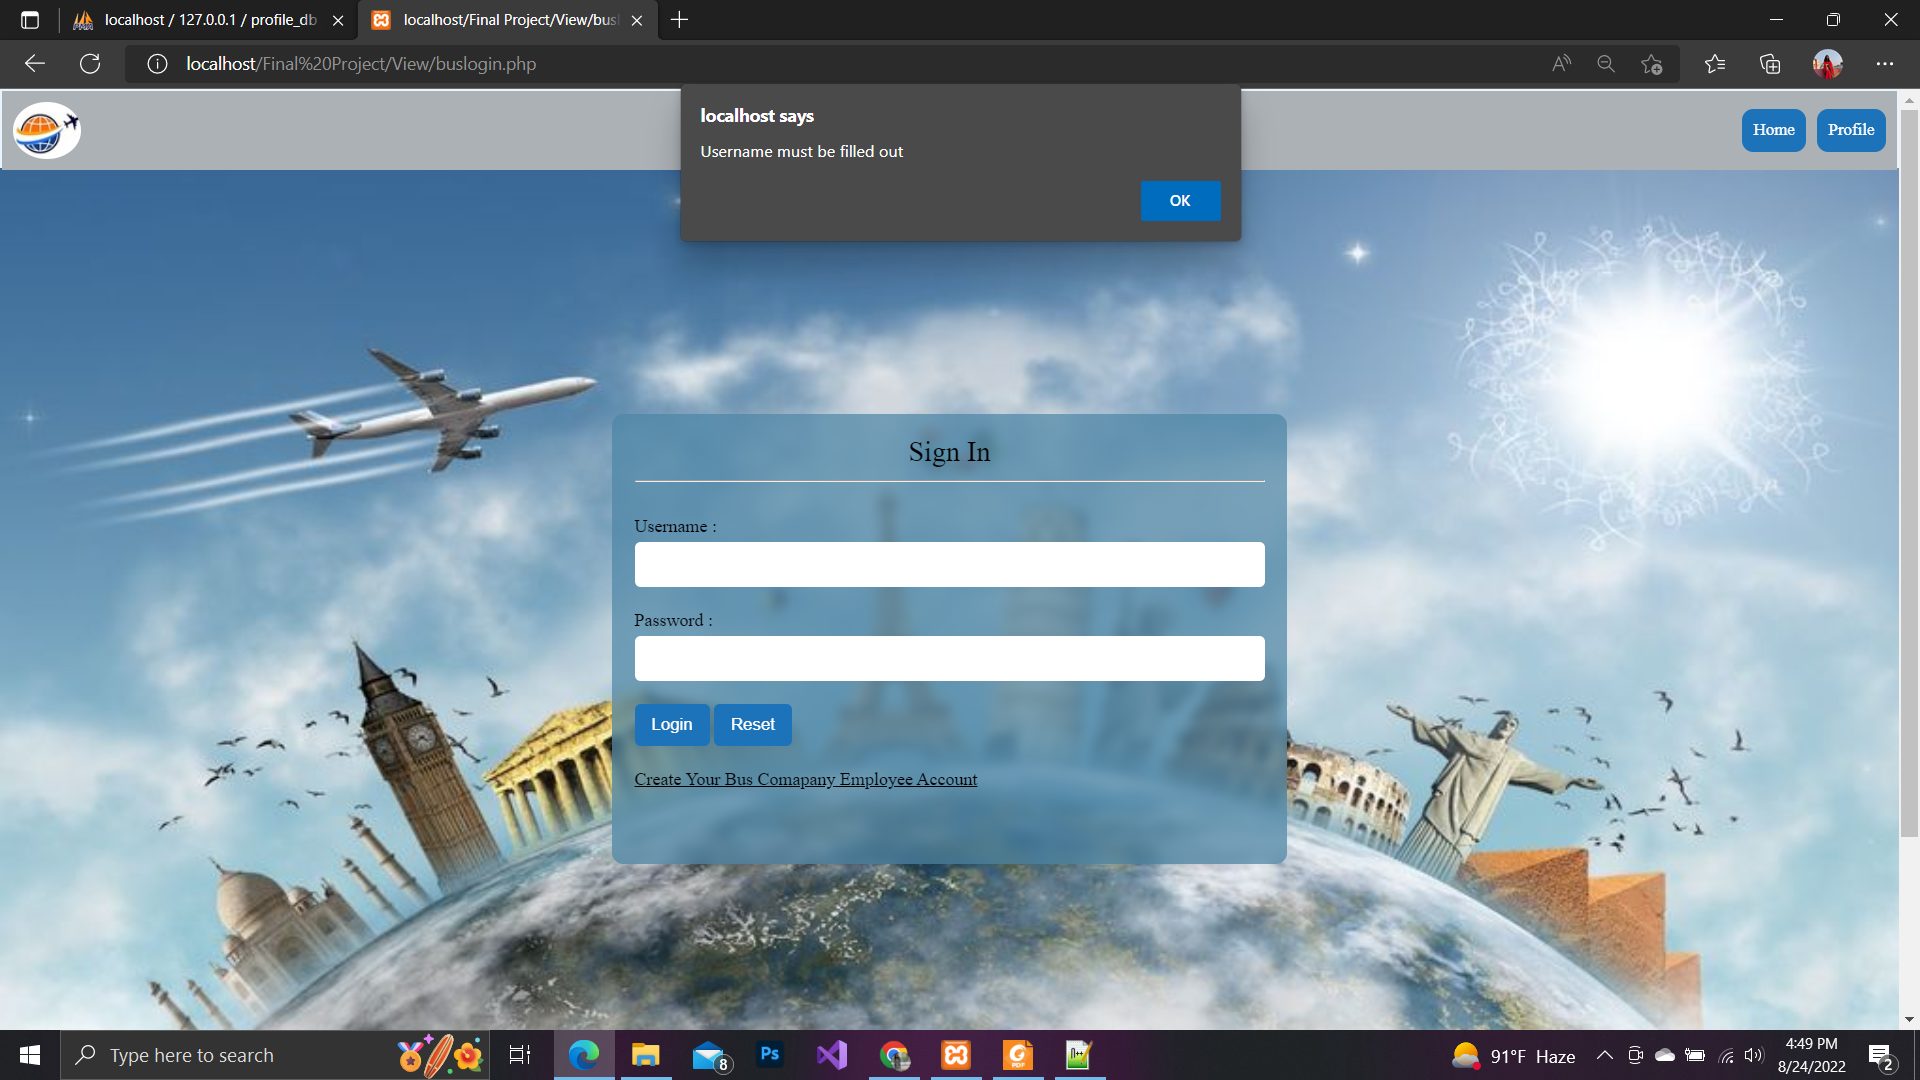 localhost / 127.0.0.1 / profile_db
localhost/Final Project/View/bus
localhost/Final%20Project/View/buslogin.php
localhost says
Username must be filled out
OK
Home
Profile
Sign In
Username :
Password :
Login
Reset
Create Your Bus Comapany Employee Account
Type here to search
8
Ps
91°F Haze
4:49 PM
8/24/2022
2